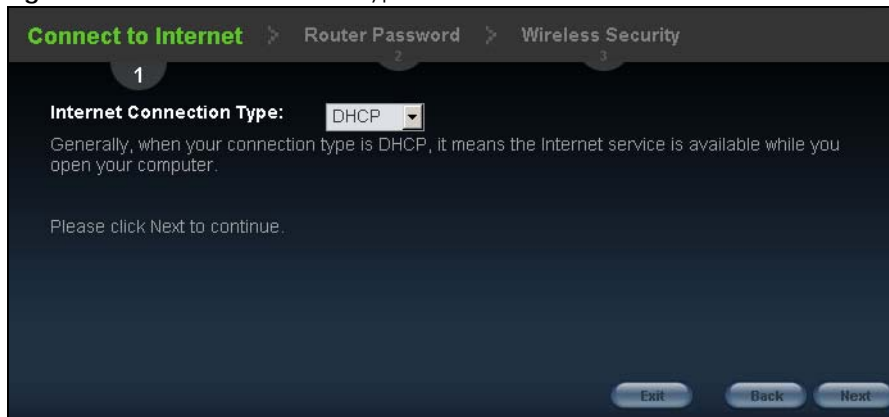 Connect to Internet > Router Password > Wireless Security
1 2 3
Internet Connection Type: DHCP
Generally, when your connection type is DHCP, it means the Internet service is available while you
open your computer.
Please click Next to continue.
Exit Back Next